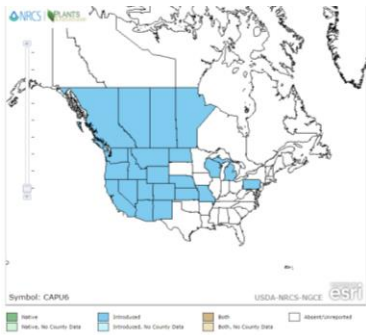 NRCS | PLANTS
Symbol: CAPU6
USDA-NRCS-NGCE esri
Native Introduced Both Absent/unreported
Native, No County Data Introduced, No County Data Both, No County Data